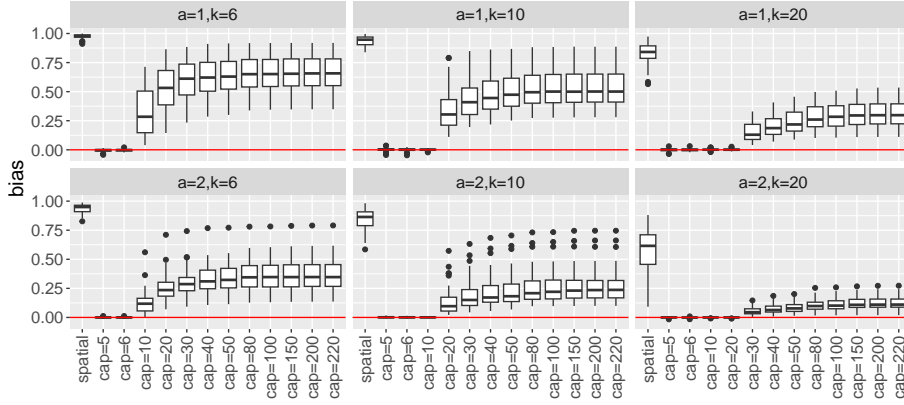 a=1,k=6
a=1,k=10
a=1,k=20
1.00
0.75
0.50
0.25
0.00
bias
a=2,k=6
a=2,k=10
a=2,k=20
1.00
0.75
0.50
0.25
0.00
spatial
cap=5
cap=6
cap=10
cap=20
cap=30
cap=40
cap=50
cap=80
cap=100
cap=150
cap=200
cap=220
spatial
cap=5
cap=6
cap=10
cap=20
cap=30
cap=40
cap=50
cap=80
cap=100
cap=150
cap=200
cap=220
spatial
cap=5
cap=6
cap=10
cap=20
cap=30
cap=40
cap=50
cap=80
cap=100
cap=150
cap=200
cap=220